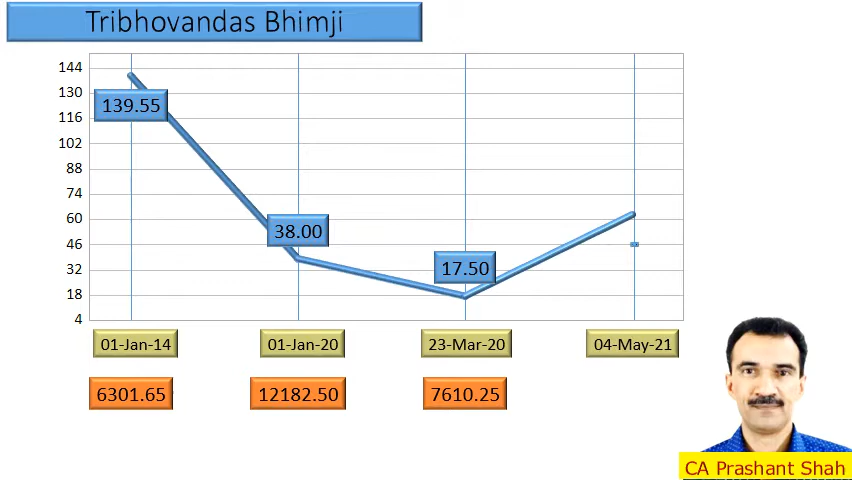 Tribhovandas Bhimji
144
130
116
102
88
74
60
46
32
18
4
139.55
38.00
17.50
01-Jan-14
01-Jan-20
23-Mar-20
04-May-21
6301.65
12182.50
7610.25
CA Prashant Shah